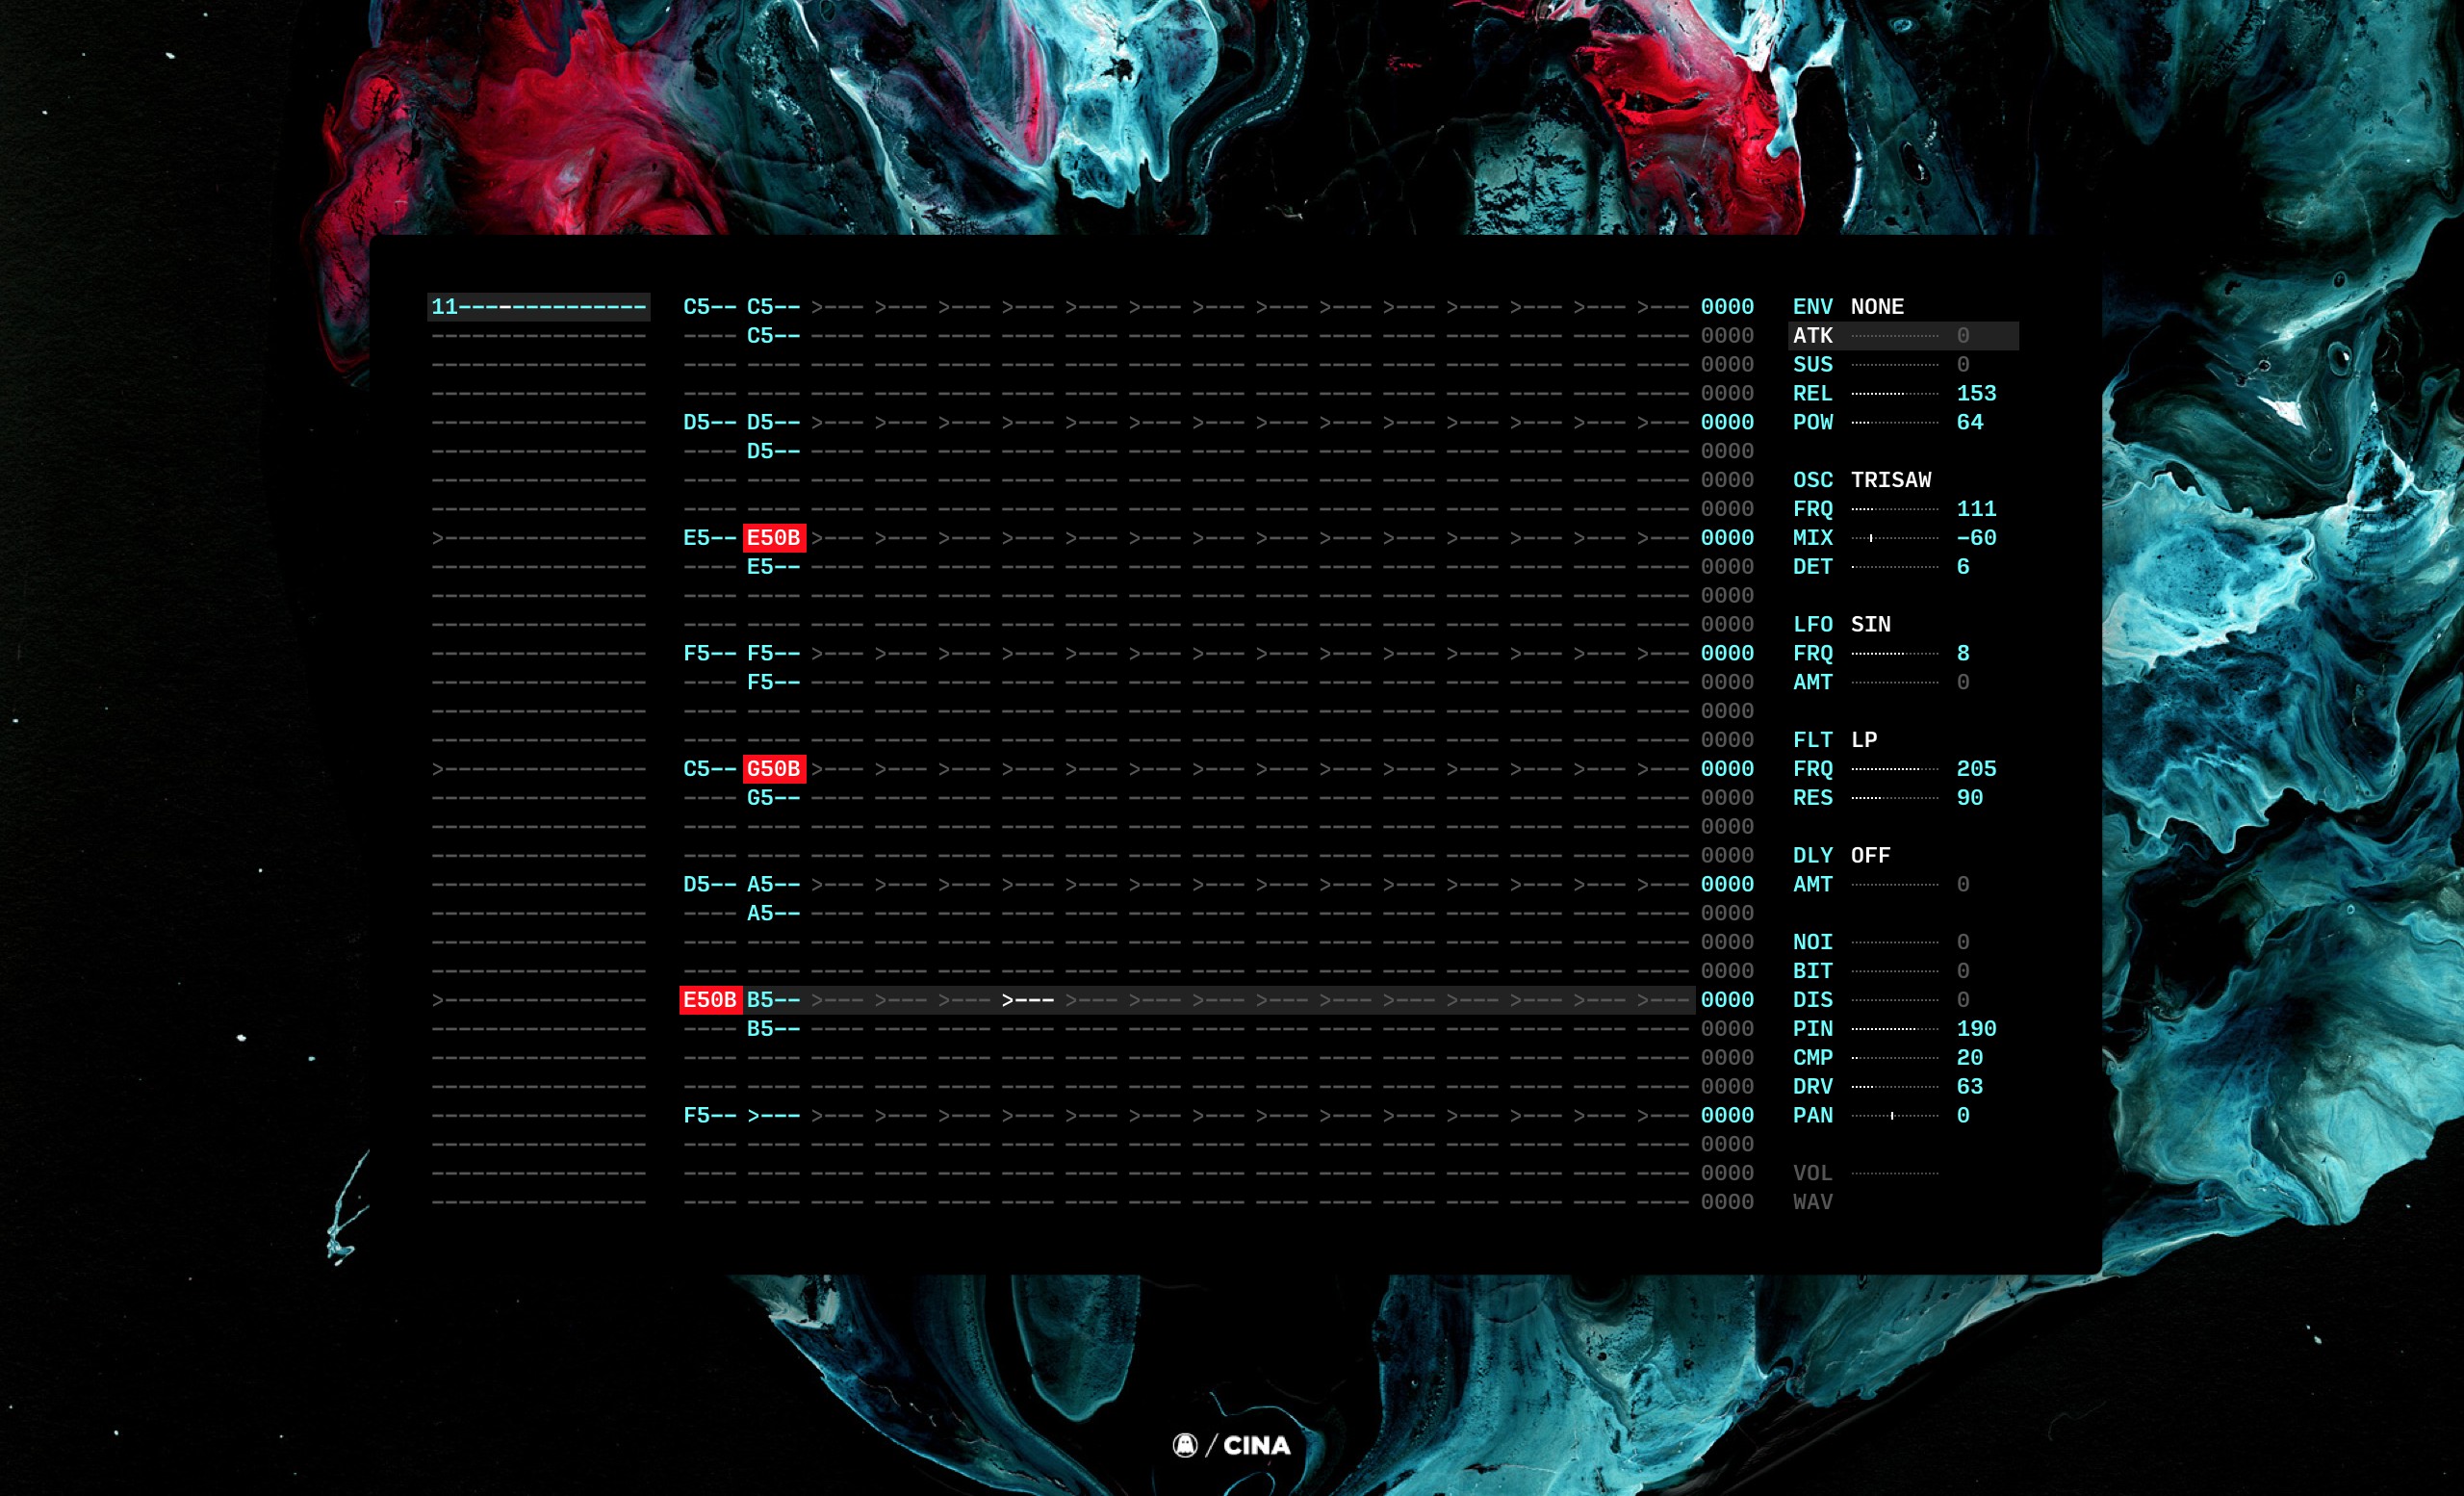 11-------------- C5-- C5-- >--- >--- >--- >--- >--- >--- >--- >--- >--- >--- >--- >--- >--- >--- 0000 ENV NONE
---------------- ---- C5-- ---- ---- ---- ---- ---- ---- ---- ---- ---- ---- ---- ---- ---- ---- 0000 ATK 0
---------------- ---- ---- ---- ---- ---- ---- ---- ---- ---- ---- ---- ---- ---- ---- ---- ---- 0000 SUS 0
---------------- ---- ---- ---- ---- ---- ---- ---- ---- ---- ---- ---- ---- ---- ---- ---- ---- 0000 REL 153
---------------- D5-- D5-- >--- >--- >--- >--- >--- >--- >--- >--- >--- >--- >--- >--- >--- >--- 0000 POW 64
---------------- ---- D5-- ---- ---- ---- ---- ---- ---- ---- ---- ---- ---- ---- ---- ---- ---- 0000
---------------- ---- ---- ---- ---- ---- ---- ---- ---- ---- ---- ---- ---- ---- ---- ---- ---- 0000 OSC TRISAW
---------------- ---- ---- ---- ---- ---- ---- ---- ---- ---- ---- ---- ---- ---- ---- ---- ---- 0000 FRQ 111
>--------------- E5-- E50B >--- >--- >--- >--- >--- >--- >--- >--- >--- >--- >--- >--- >--- >--- 0000 MIX -60
---------------- ---- E5-- ---- ---- ---- ---- ---- ---- ---- ---- ---- ---- ---- ---- ---- ---- 0000 DET 6
---------------- ---- ---- ---- ---- ---- ---- ---- ---- ---- ---- ---- ---- ---- ---- ---- ---- 0000
---------------- ---- ---- ---- ---- ---- ---- ---- ---- ---- ---- ---- ---- ---- ---- ---- ---- 0000 LFO SIN
---------------- F5-- F5-- >--- >--- >--- >--- >--- >--- >--- >--- >--- >--- >--- >--- >--- >--- 0000 FRQ 8
---------------- ---- F5-- ---- ---- ---- ---- ---- ---- ---- ---- ---- ---- ---- ---- ---- ---- 0000 AMT 0
---------------- ---- ---- ---- ---- ---- ---- ---- ---- ---- ---- ---- ---- ---- ---- ---- ---- 0000
---------------- ---- ---- ---- ---- ---- ---- ---- ---- ---- ---- ---- ---- ---- ---- ---- ---- 0000 FLT LP
>--------------- C5-- G50B >--- >--- >--- >--- >--- >--- >--- >--- >--- >--- >--- >--- >--- >--- 0000 FRQ 205
---------------- ---- G5-- ---- ---- ---- ---- ---- ---- ---- ---- ---- ---- ---- ---- ---- ---- 0000 RES 90
---------------- ---- ---- ---- ---- ---- ---- ---- ---- ---- ---- ---- ---- ---- ---- ---- ---- 0000
---------------- ---- ---- ---- ---- ---- ---- ---- ---- ---- ---- ---- ---- ---- ---- ---- ---- 0000 DLY OFF
---------------- D5-- A5-- >--- >--- >--- >--- >--- >--- >--- >--- >--- >--- >--- >--- >--- >--- 0000 AMT 0
---------------- ---- A5-- ---- ---- ---- ---- ---- ---- ---- ---- ---- ---- ---- ---- ---- ---- 0000
---------------- ---- ---- ---- ---- ---- ---- ---- ---- ---- ---- ---- ---- ---- ---- ---- ---- 0000 NOI 0
---------------- ---- ---- ---- ---- ---- ---- ---- ---- ---- ---- ---- ---- ---- ---- ---- ---- 0000 BIT 0
>--------------- E50B B5-- >--- >--- >--- >--- >--- >--- >--- >--- >--- >--- >--- >--- >--- >--- 0000 DIS 0
---------------- ---- B5-- ---- ---- ---- ---- ---- ---- ---- ---- ---- ---- ---- ---- ---- ---- 0000 PIN 190
---------------- ---- ---- ---- ---- ---- ---- ---- ---- ---- ---- ---- ---- ---- ---- ---- ---- 0000 CMP 20
---------------- ---- ---- ---- ---- ---- ---- ---- ---- ---- ---- ---- ---- ---- ---- ---- ---- 0000 DRV 63
---------------- F5-- >--- >--- >--- >--- >--- >--- >--- >--- >--- >--- >--- >--- >--- >--- >--- 0000 PAN 0
---------------- ---- ---- ---- ---- ---- ---- ---- ---- ---- ---- ---- ---- ---- ---- ---- ---- 0000
---------------- ---- ---- ---- ---- ---- ---- ---- ---- ---- ---- ---- ---- ---- ---- ---- ---- 0000 VOL
---------------- ---- ---- ---- ---- ---- ---- ---- ---- ---- ---- ---- ---- ---- ---- ---- ---- 0000 WAV
/ CINA